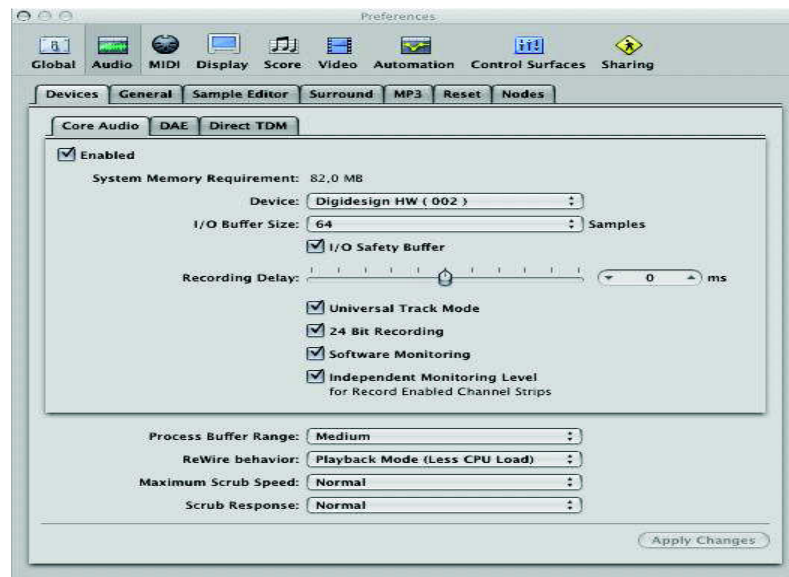 Preferences
Global Audio MIDI Display Score Video Automation Control Surfaces Sharing
Devices General Sample Editor Surround MP3 Reset Nodes
Core Audio DAE Direct TDM
Enabled
System Memory Requirement: 82,0 MB
Device: Digidesign HW ( 002 )
I/O Buffer Size: 64 Samples
I/O Safety Buffer
Recording Delay: 0 ms
Universal Track Mode
24 Bit Recording
Software Monitoring
Independent Monitoring Level
for Record Enabled Channel Strips
Process Buffer Range: Medium
ReWire behavior: Playback Mode (Less CPU Load)
Maximum Scrub Speed: Normal
Scrub Response: Normal
Apply Changes